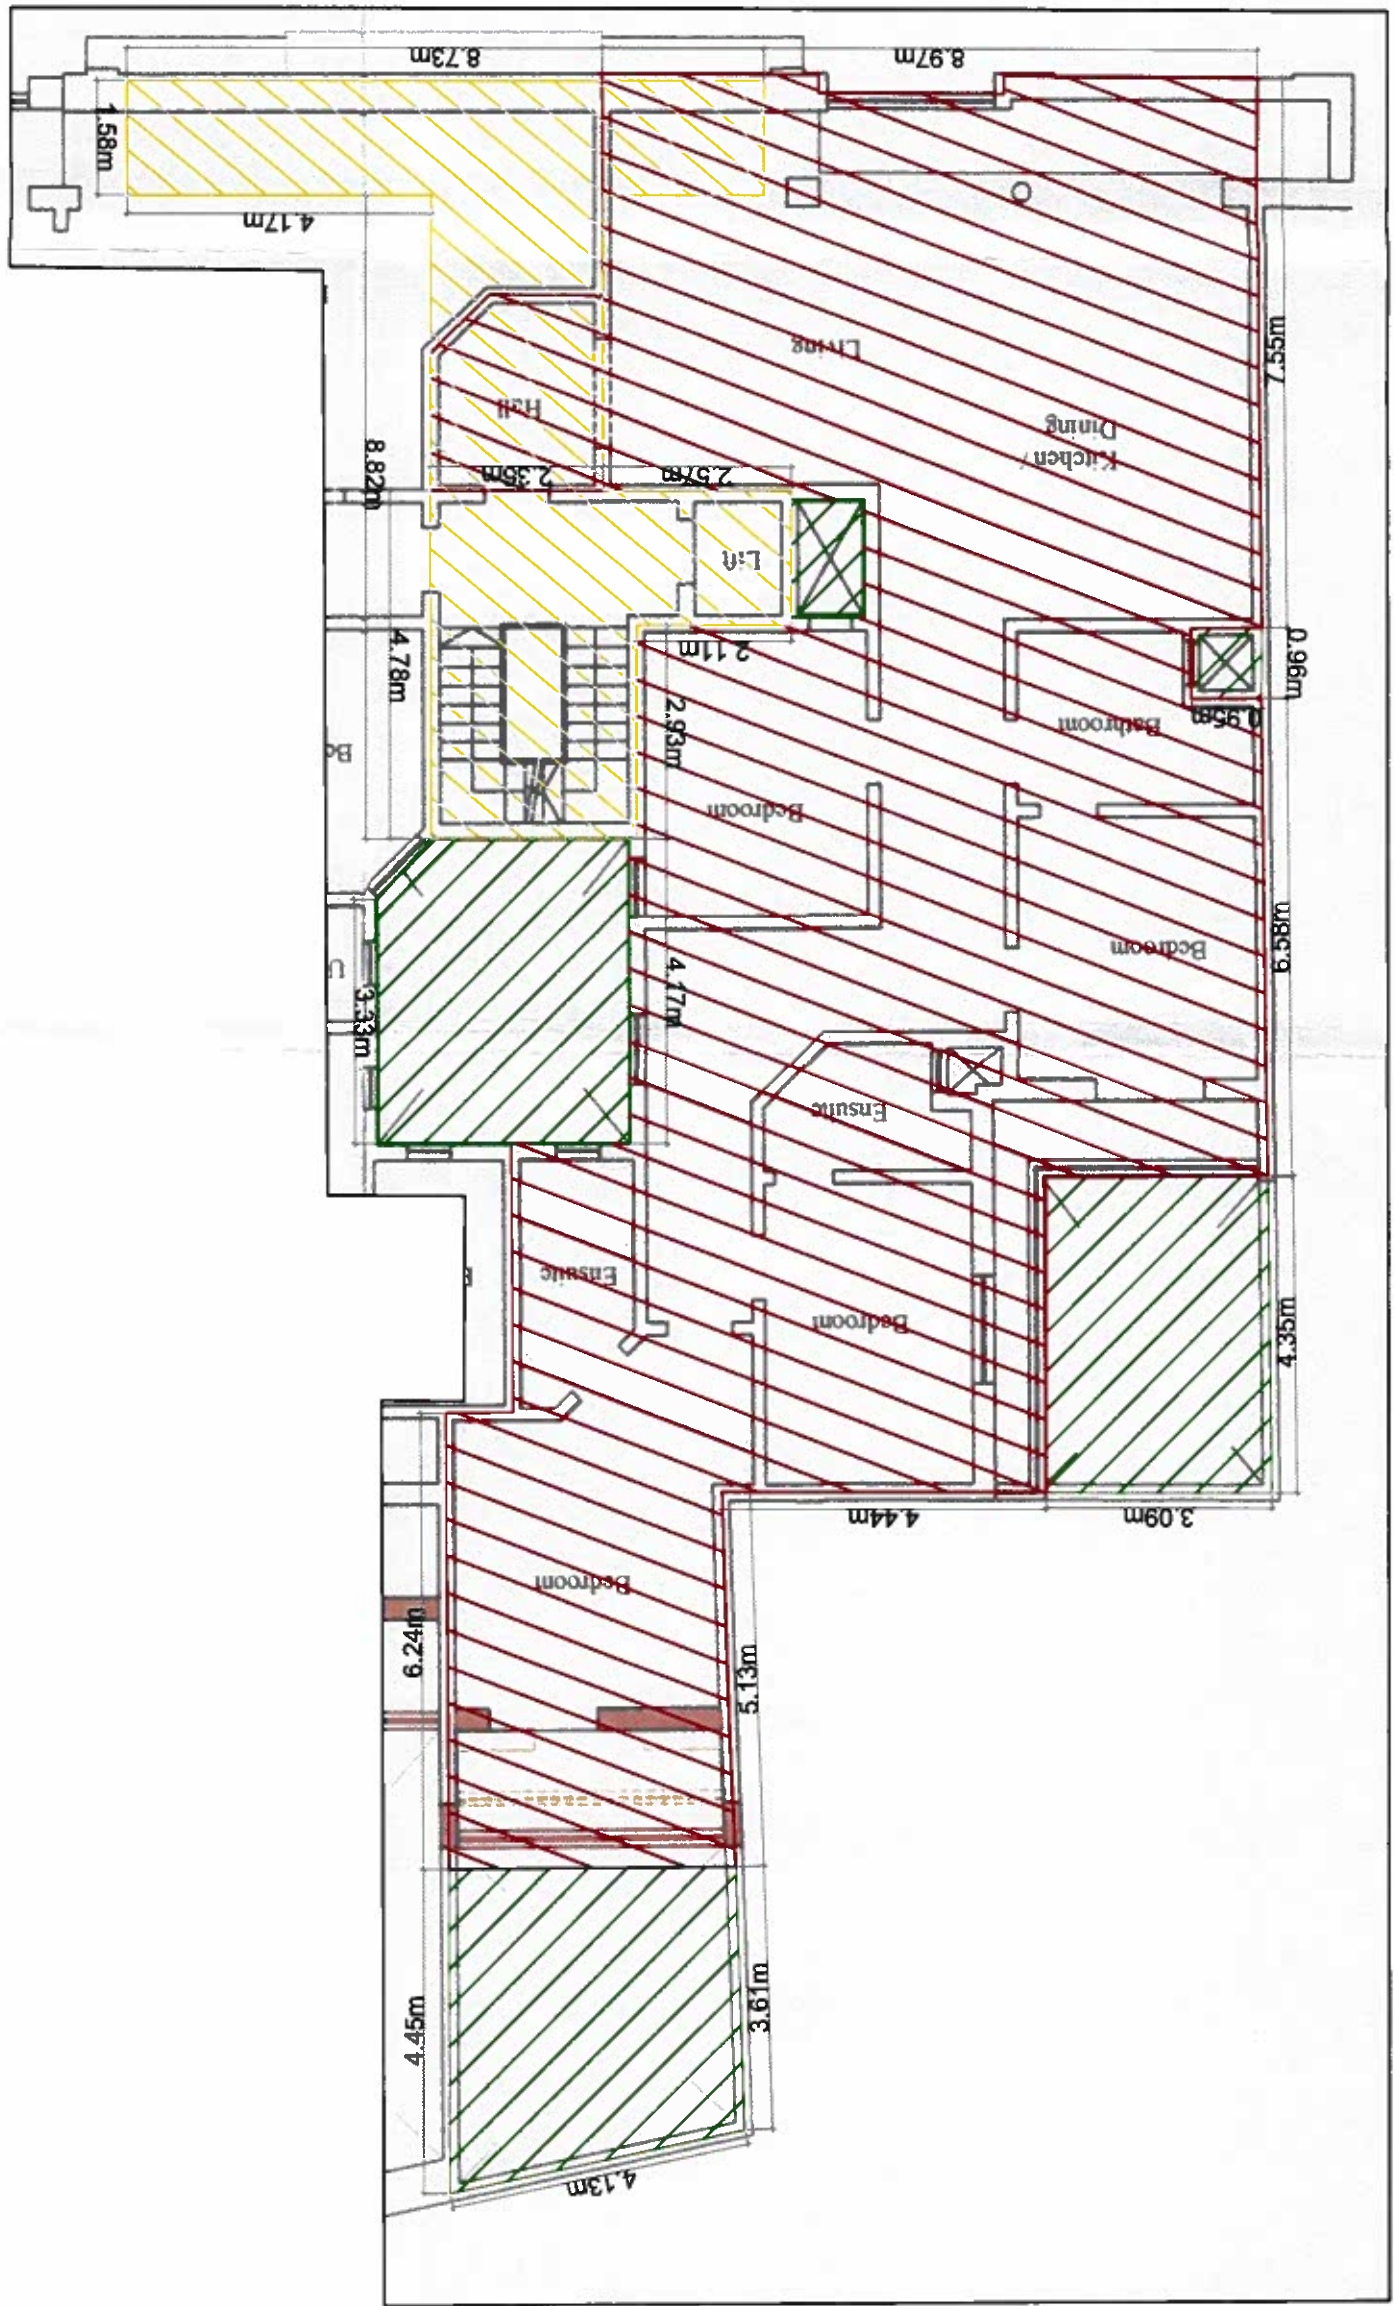 8.73m
8.97m
1.58m
4.17m
7.55m
Living
Dining
Kitchen /
Hall
8.82m
2.35m
2.57m
Lift
0.96m
4.78m
2.11m
0.95m
Bathroom
2.93m
Bedroom
6.58m
Bedroom
4.17m
U
3.33m
Ensuite
Ensuite
Bedroom
4.35m
4.44m
3.09m
Bedroom
6.24m
5.13m
3.61m
4.45m
4.13m